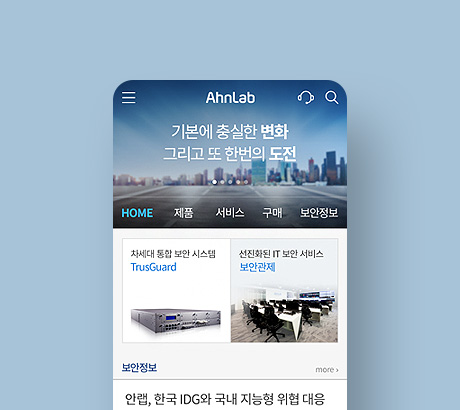 AhnLab
기본에 충실한 변화
그리고 또 한번의 도전
HOME 제품 서비스 구매 보안정보
차세대 통합 보안 시스템
TrusGuard
선진화된 IT 보안 서비스
보안관제
보안정보
more ›
안랩, 한국 IDG와 국내 지능형 위협 대응